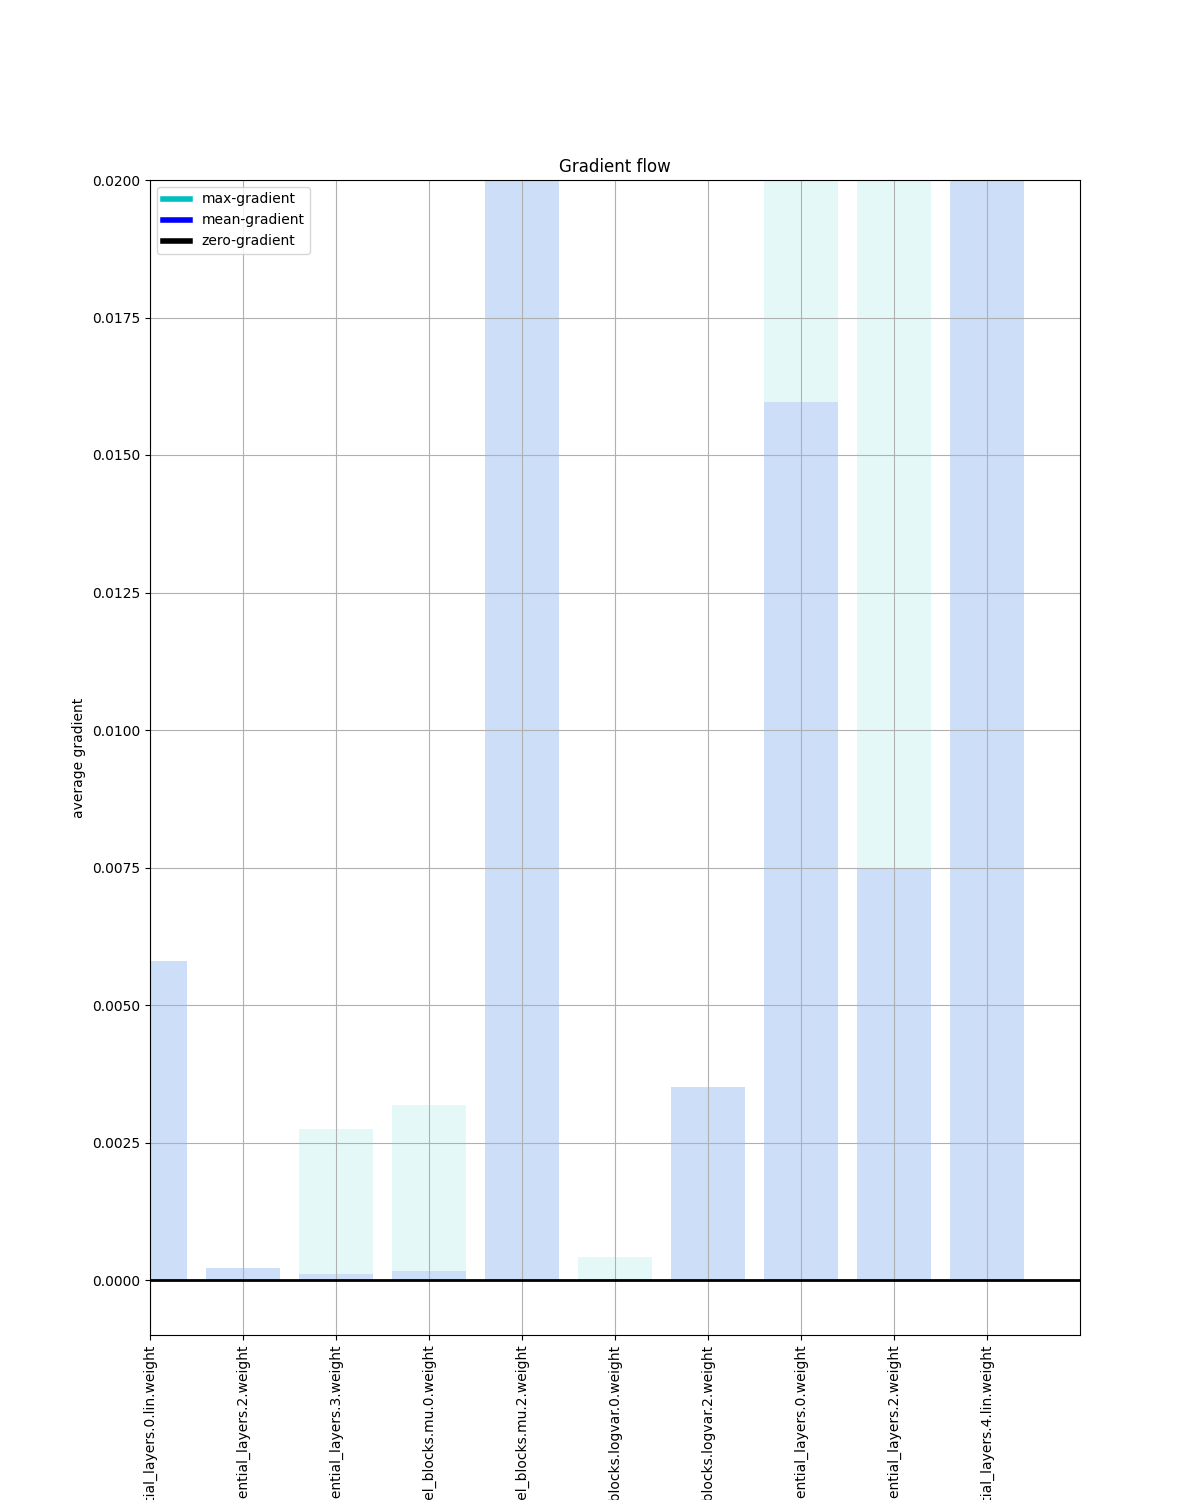 Gradient flow
max-gradient
mean-gradient
zero-gradient
0.0200
0.0175
0.0150
0.0125
0.0100
0.0075
0.0050
0.0025
0.0000
average gradient
tial_layers.0.lin.weight
ential_layers.2.weight
ential_layers.3.weight
el_blocks.mu.0.weight
el_blocks.mu.2.weight
blocks.logvar.0.weight
blocks.logvar.2.weight
ential_layers.0.weight
ential_layers.2.weight
tial_layers.4.lin.weight